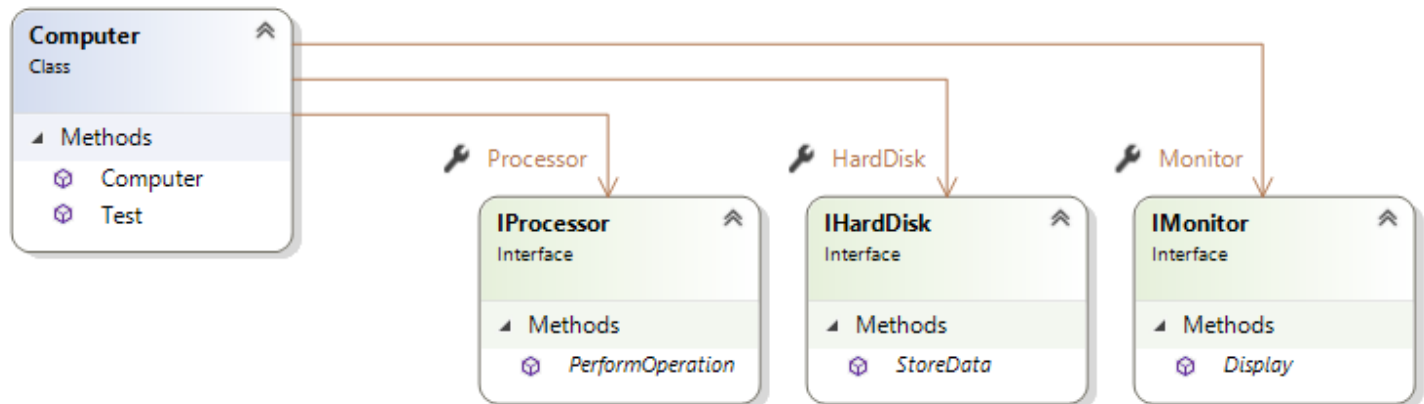 Computer
Class
Methods
Computer
Test
Processor
HardDisk
Monitor
IProcessor
Interface
Methods
PerformOperation
IHardDisk
Interface
Methods
StoreData
IMonitor
Interface
Methods
Display